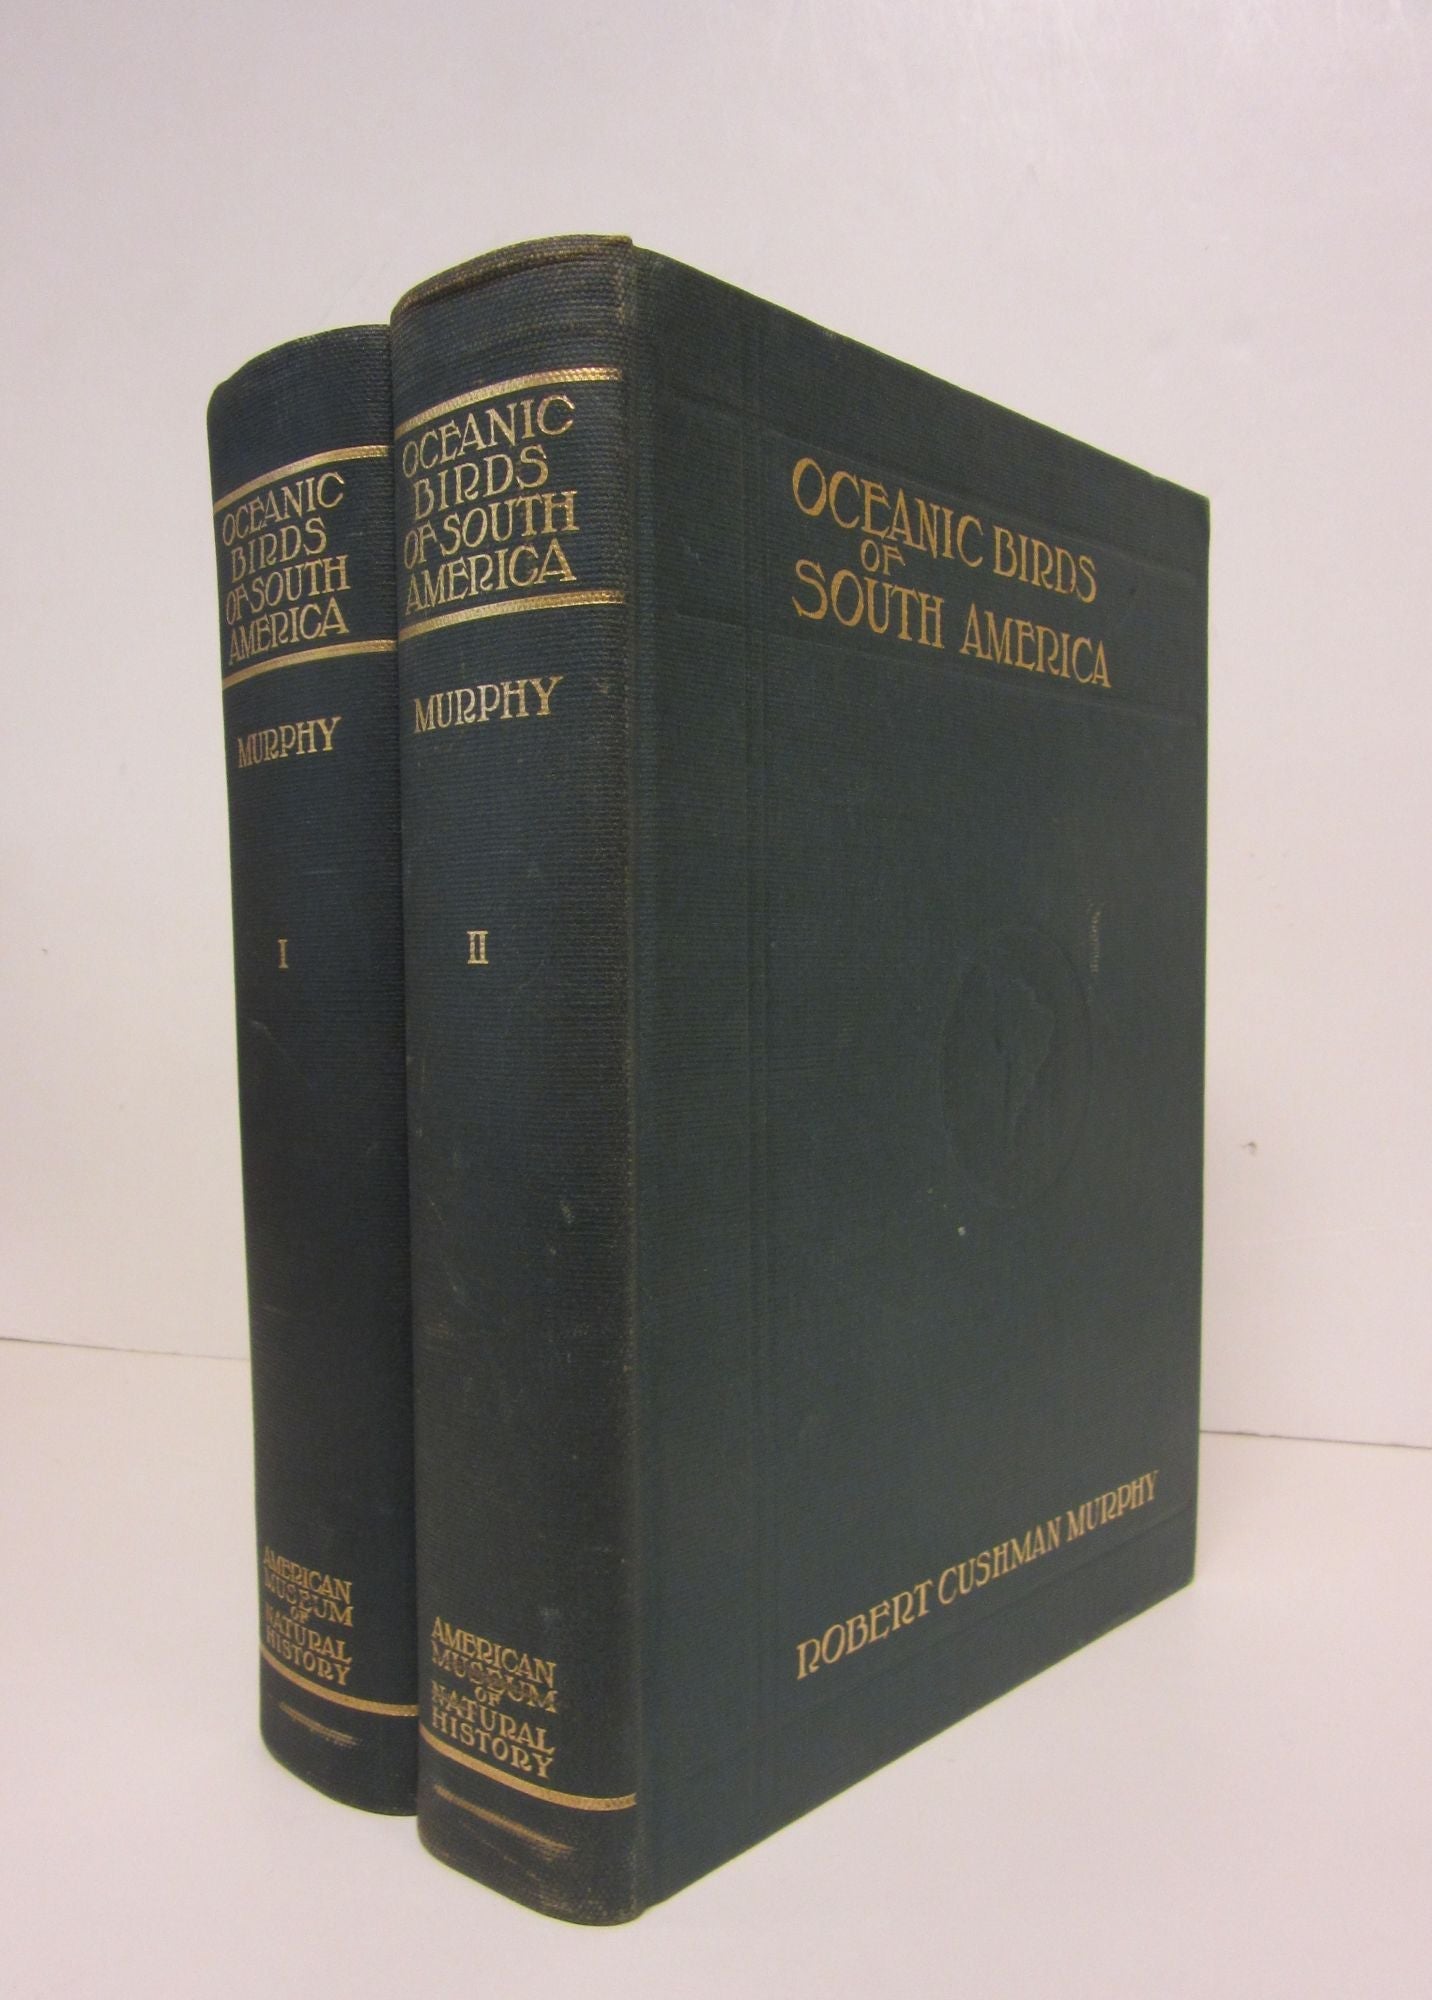 OCEANIC
BIRDS
OF SOUTH
AMERICA
MURPHY
I
AMERICAN
MUSEUM
OF
NATURAL
HISTORY
OCEANIC
BIRDS
OF SOUTH
AMERICA
MURPHY
II
AMERICAN
MUSEUM
OF
NATURAL
HISTORY
OCEANIC BIRDS
OF
SOUTH AMERICA
ROBERT CUSHMAN MURPHY